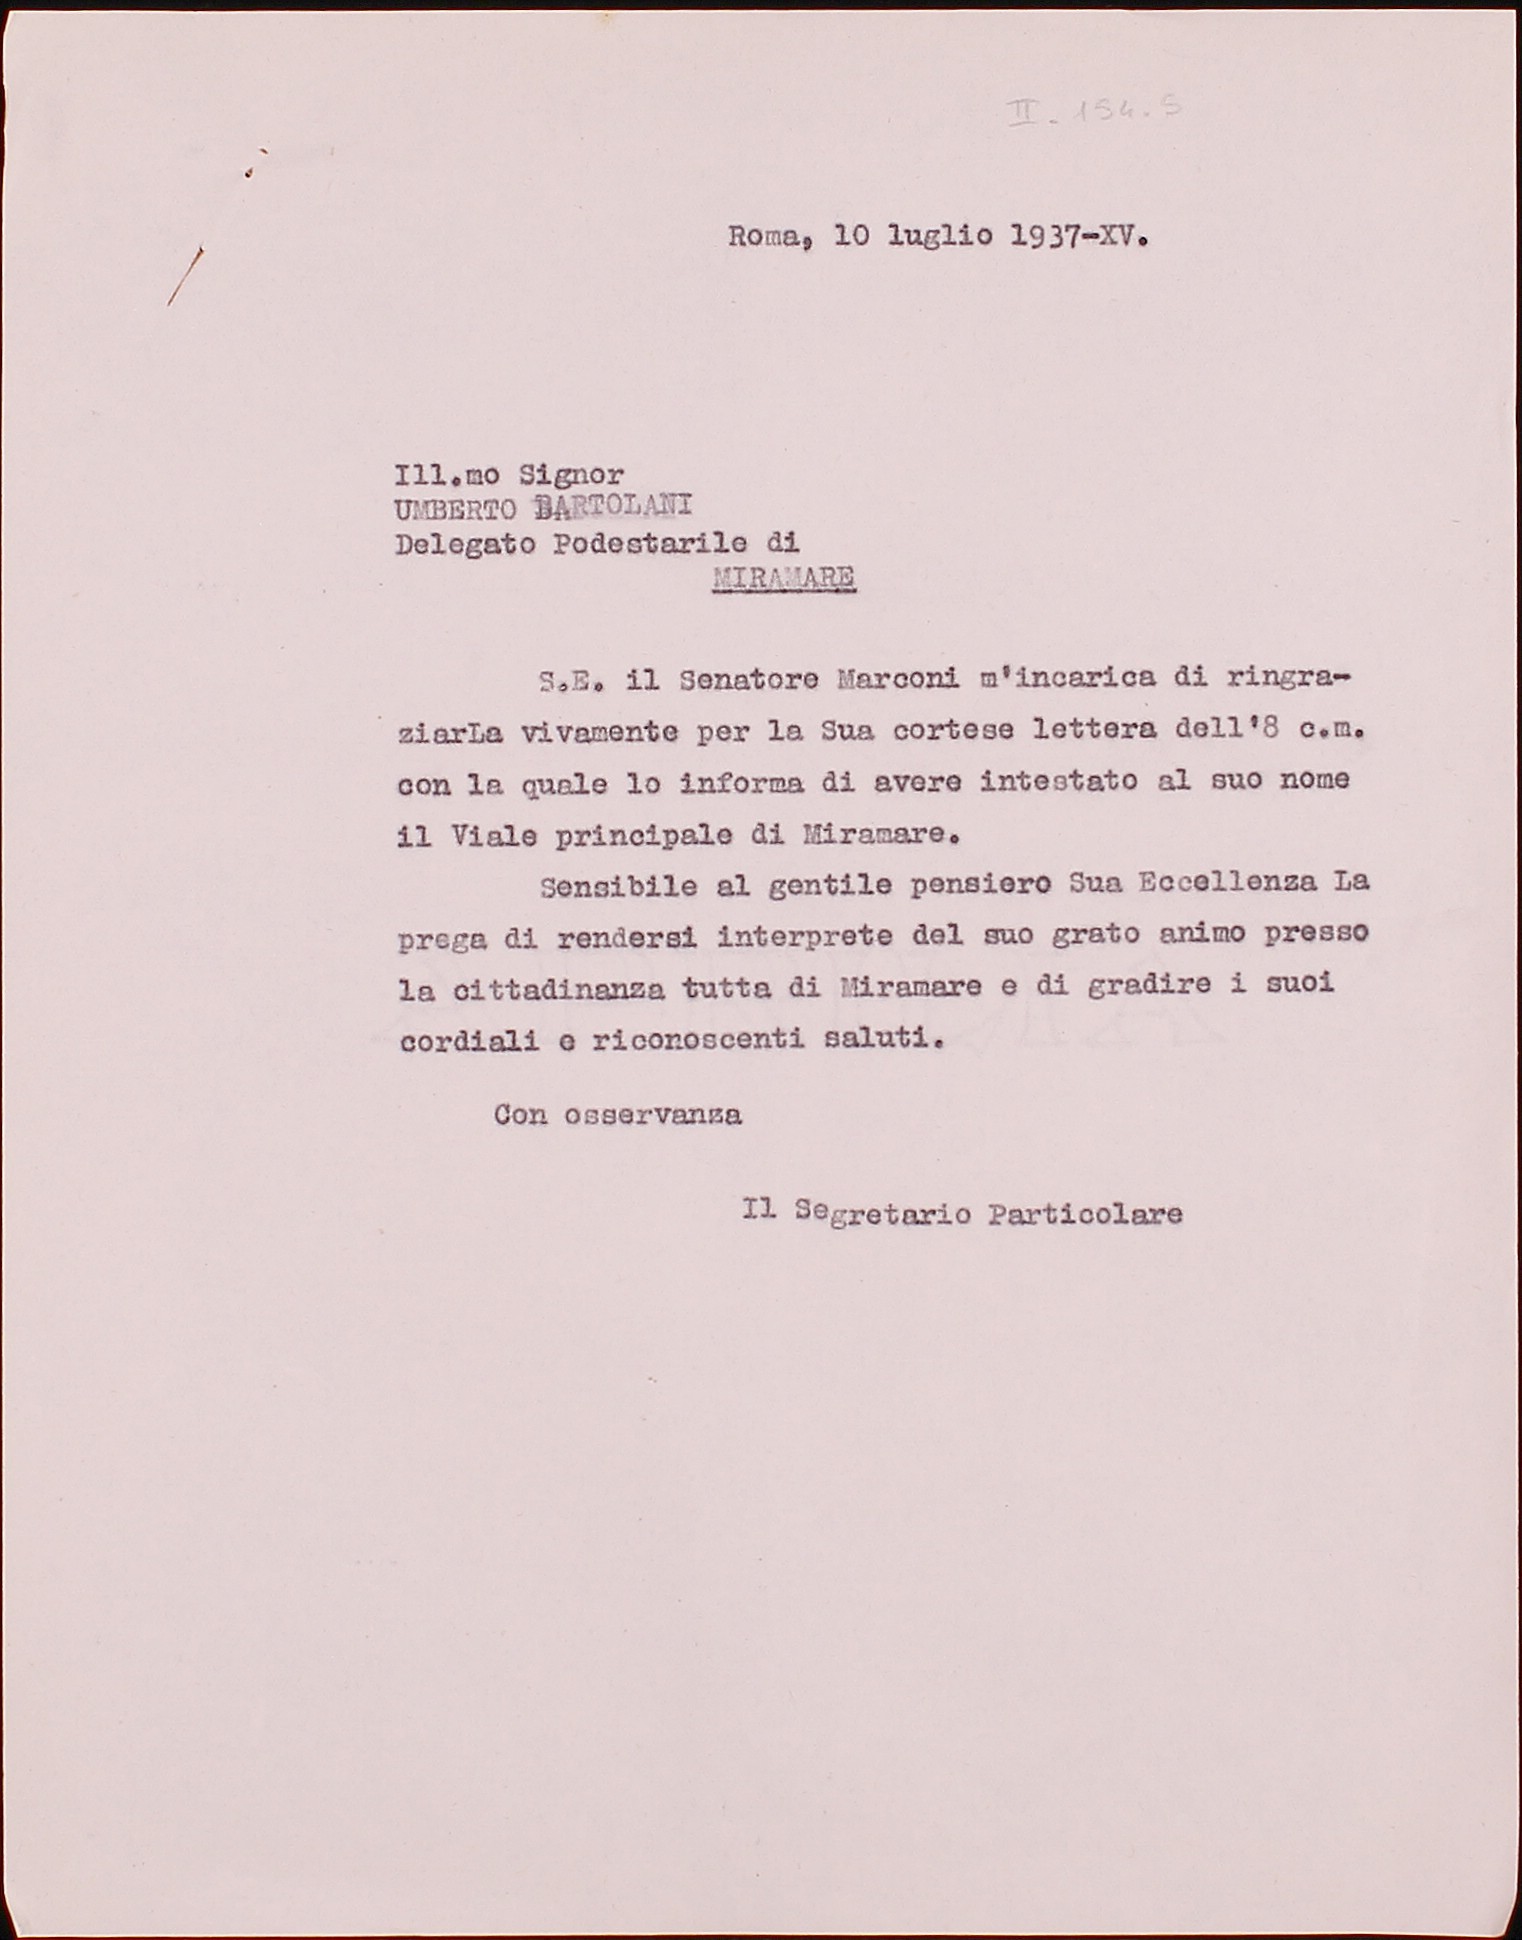 II. 194.5
Roma, 10 luglio 1937-XV.
Ill.mo Signor
UMBERTO BARTOLANI
Delegato Podestarile di
MIRAMARE
S.E. il Senatore Marconi m'incarica di ringra-
ziarLa vivamente per la Sua cortese lettera dell'8 c.m.
con la quale lo informa di avere intestato al suo nome
il Viale principale di Miramare.
Sensibile al gentile pensiero Sua Eccellenza La
prega di rendersi interprete del suo grato animo presso
la cittadinanza tutta di Miramare e di gradire i suoi
cordiali e riconoscenti saluti.
Con osservanza
Il Segretario Particolare